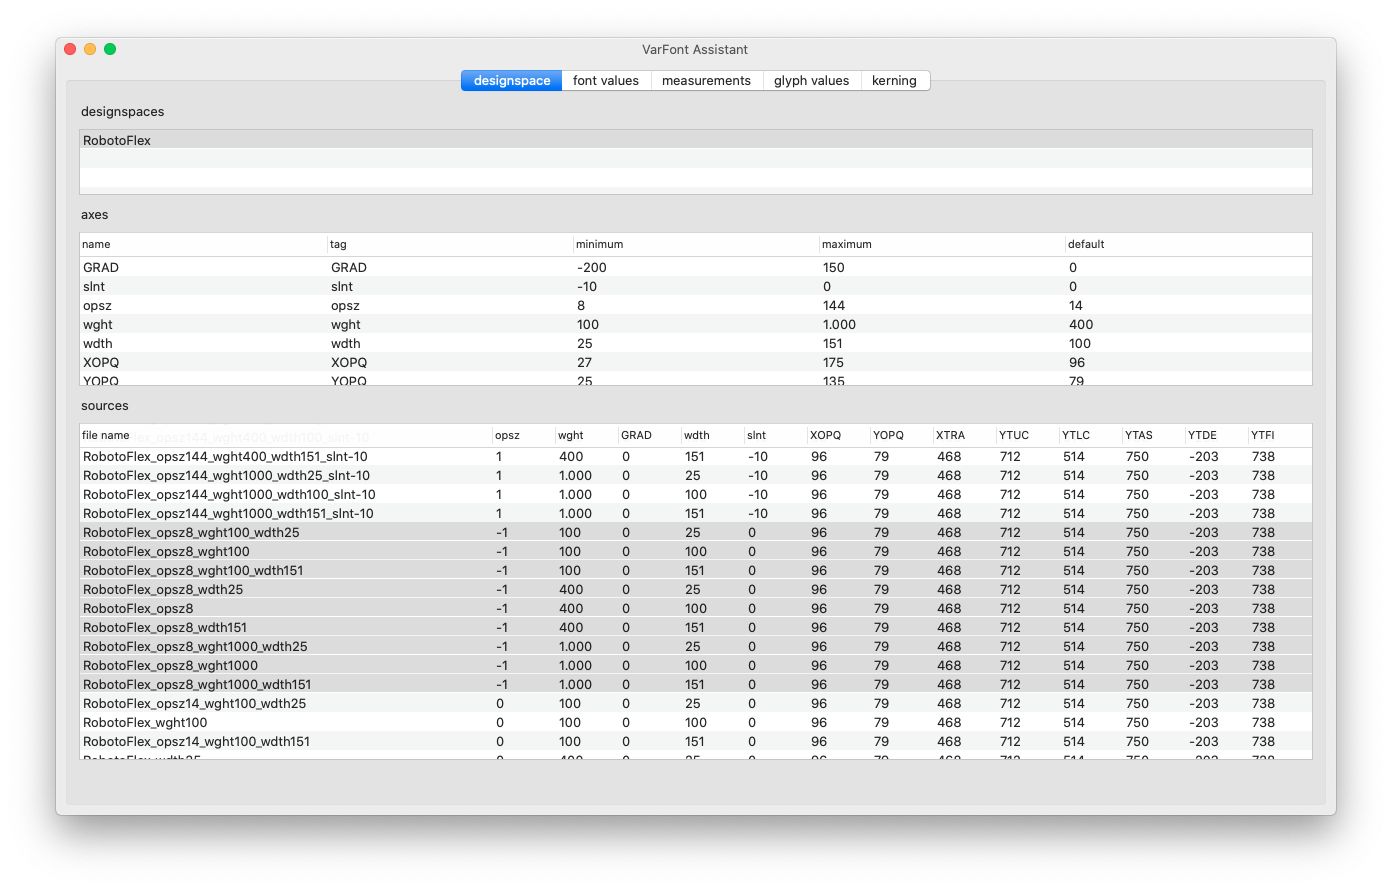 VarFont Assistant
designspace font values measurements glyph values kerning
designspaces
RobotoFlex
axes
name tag minimum maximum default
GRAD GRAD -200 150 0
slnt slnt -10 0 0
opsz opsz 8 144 14
wght wght 100 1.000 400
wdth wdth 25 151 100
XOPQ XOPQ 27 175 96
YOPQ YOPQ 25 135 79
sources
file name opsz wght GRAD wdth slnt XOPQ YOPQ XTRA YTUC YTLC YTAS YTDE YTFI
RobotoFlex_opsz144_wght400_wdth151_slnt-10 1 400 0 151 -10 96 79 468 712 514 750 -203 738
RobotoFlex_opsz144_wght1000_wdth25_slnt-10 1 1.000 0 25 -10 96 79 468 712 514 750 -203 738
RobotoFlex_opsz144_wght1000_wdth100_slnt-10 1 1.000 0 100 -10 96 79 468 712 514 750 -203 738
RobotoFlex_opsz144_wght1000_wdth151_slnt-10 1 1.000 0 151 -10 96 79 468 712 514 750 -203 738
RobotoFlex_opsz8_wght100_wdth25 -1 100 0 25 0 96 79 468 712 514 750 -203 738
RobotoFlex_opsz8_wght100 -1 100 0 100 0 96 79 468 712 514 750 -203 738
RobotoFlex_opsz8_wght100_wdth151 -1 100 0 151 0 96 79 468 712 514 750 -203 738
RobotoFlex_opsz8_wdth25 -1 400 0 25 0 96 79 468 712 514 750 -203 738
RobotoFlex_opsz8 -1 400 0 100 0 96 79 468 712 514 750 -203 738
RobotoFlex_opsz8_wdth151 -1 400 0 151 0 96 79 468 712 514 750 -203 738
RobotoFlex_opsz8_wght1000_wdth25 -1 1.000 0 25 0 96 79 468 712 514 750 -203 738
RobotoFlex_opsz8_wght1000 -1 1.000 0 100 0 96 79 468 712 514 750 -203 738
RobotoFlex_opsz8_wght1000_wdth151 -1 1.000 0 151 0 96 79 468 712 514 750 -203 738
RobotoFlex_opsz14_wght100_wdth25 0 100 0 25 0 96 79 468 712 514 750 -203 738
RobotoFlex_wght100 0 100 0 100 0 96 79 468 712 514 750 -203 738
RobotoFlex_opsz14_wght100_wdth151 0 100 0 151 0 96 79 468 712 514 750 -203 738